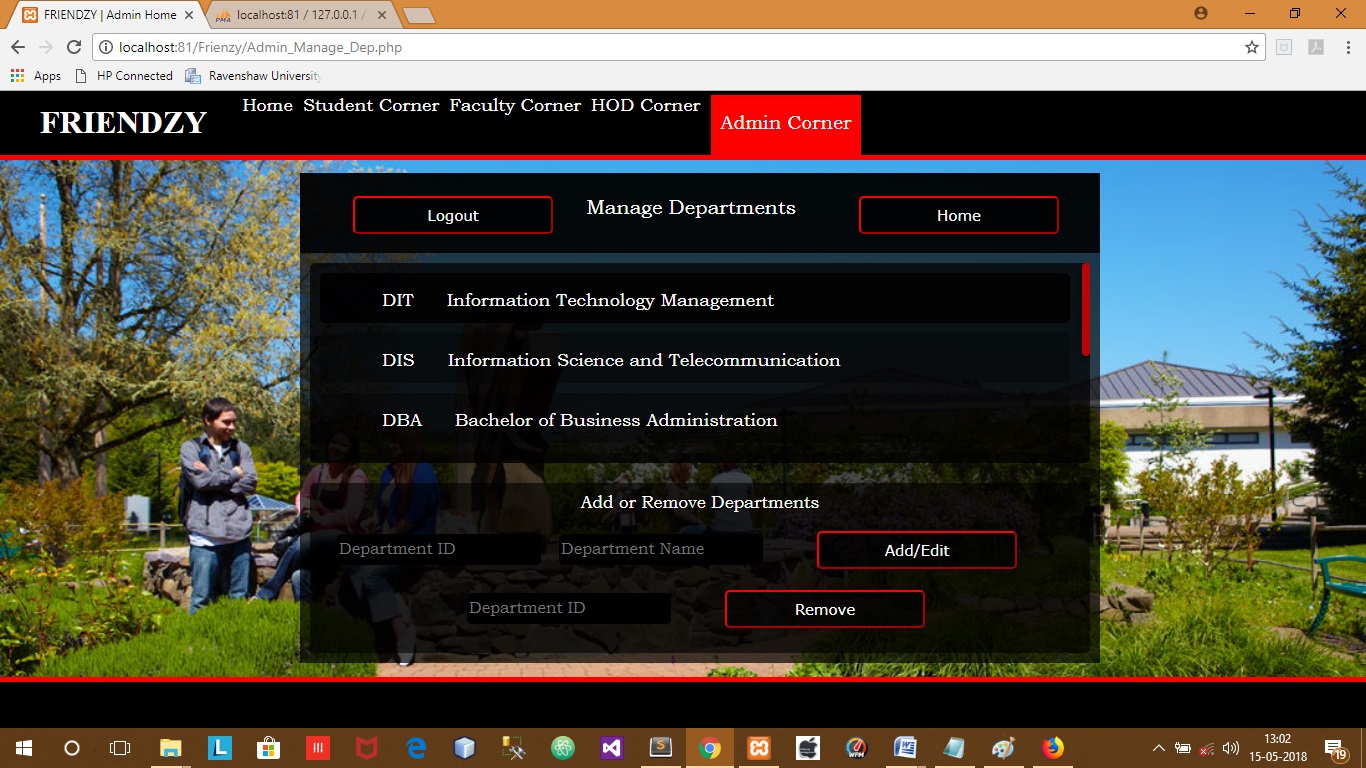 FRIENDZY | Admin Home
localhost:81 / 127.0.0.1 /
localhost:81/Frienzy/Admin_Manage_Dep.php
Apps HP Connected Ravenshaw University
FRIENDZY
Home Student Corner Faculty Corner HOD Corner Admin Corner
Logout Manage Departments Home
DIT Information Technology Management
DIS Information Science and Telecommunication
DBA Bachelor of Business Administration
Add or Remove Departments
Department ID Department Name Add/Edit
Department ID Remove
13:02
15-05-2018
19